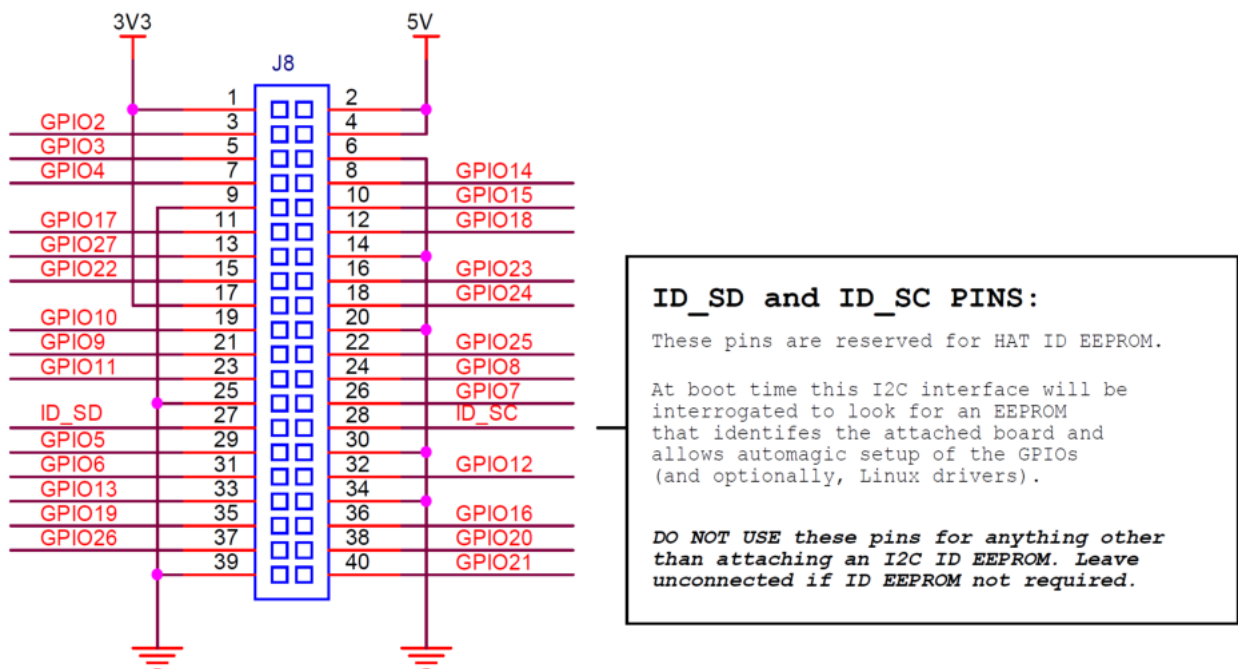 3V3 5V
J8
1 2
GPIO2 3 4
GPIO3 5 6
GPIO4 7 8 GPIO14
9 10 GPIO15
GPIO17 11 12 GPIO18
GPIO27 13 14
GPIO22 15 16 GPIO23
17 18 GPIO24
GPIO10 19 20
GPIO9 21 22 GPIO25
GPIO11 23 24 GPIO8
25 26 GPIO7
ID_SD 27 28 ID_SC
GPIO5 29 30
GPIO6 31 32 GPIO12
GPIO13 33 34
GPIO19 35 36 GPIO16
GPIO26 37 38 GPIO20
39 40 GPIO21
ID_SD and ID_SC PINS:
These pins are reserved for HAT ID EEPROM.
At boot time this I2C interface will be
interrogated to look for an EEPROM
that identifes the attached board and
allows automagic setup of the GPIOs
(and optionally, Linux drivers).
DO NOT USE these pins for anything other
than attaching an I2C ID EEPROM. Leave
unconnected if ID EEPROM not required.